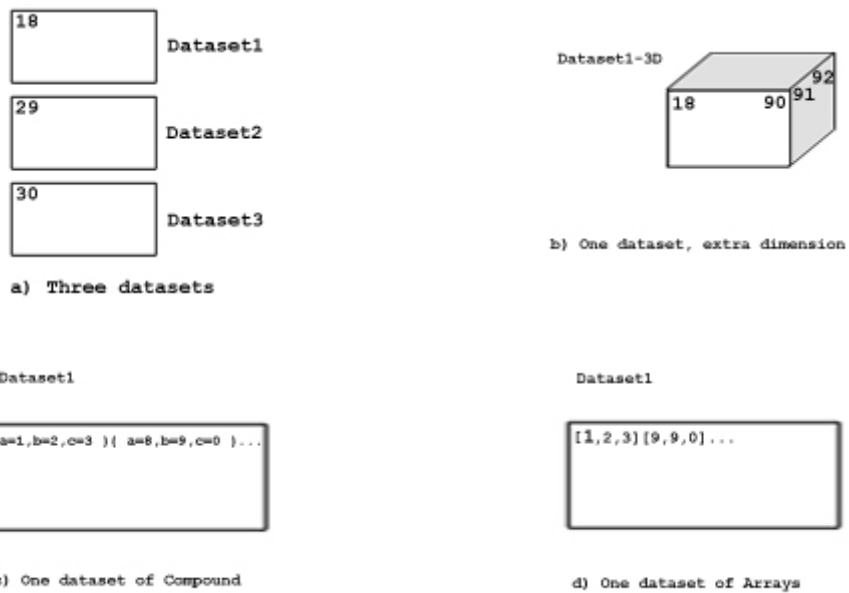 18
Dataset1
29
Dataset2
30
Dataset3
a) Three datasets
Dataset1-3D
18 90 91 92
b) One dataset, extra dimension
Dataset1
a=1,b=2,c=3 }{ a=8,b=9,c=0 }...
) One dataset of Compound
Dataset1
[1,2,3][9,9,0]...
d) One dataset of Arrays